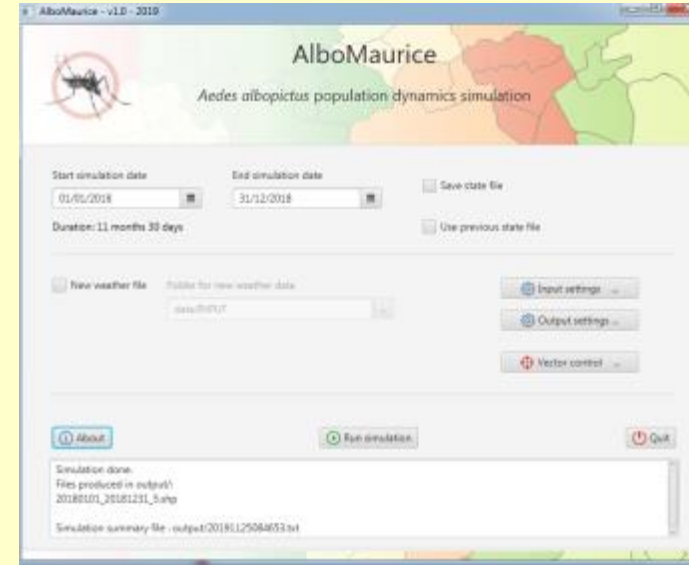 AlboMaurice - v1.0 - 2019
AlboMaurice
Aedes albopictus population dynamics simulation
Start simulation date
End simulation date
01/01/2018
31/12/2018
Save state file
Duration: 11 months 30 days
Use previous state file
New weather file
Folder for new weather data
data/INPUT
Input settings ...
Output settings ...
Vector control ...
About
Run simulation
Quit
Simulation done.
Files produced in output/:
20180101_20181231_5.shp
Simulation summary file : output/20191125084653.txt